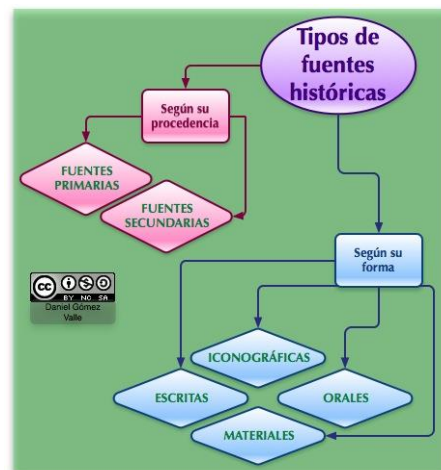 Tipos de
fuentes
históricas
Según su
procedencia
FUENTES
PRIMARIAS
FUENTES
SECUNDARIAS
Según su
forma
ICONOGRÁFICAS
ESCRITAS
ORALES
MATERIALES
cc
BY NC SA
Daniel Gómez
Valle